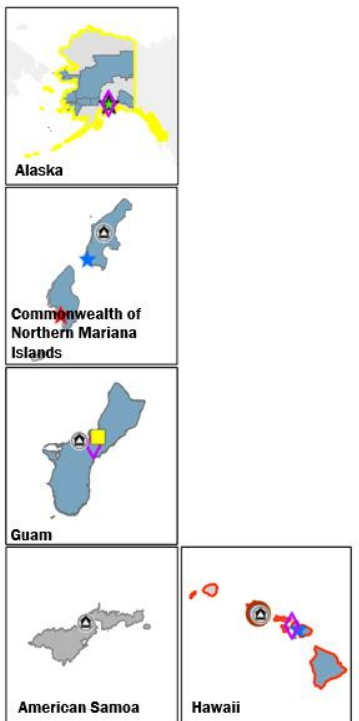 Alaska
Commonwealth of
Northern Mariana
Islands
Guam
American Samoa
Hawaii